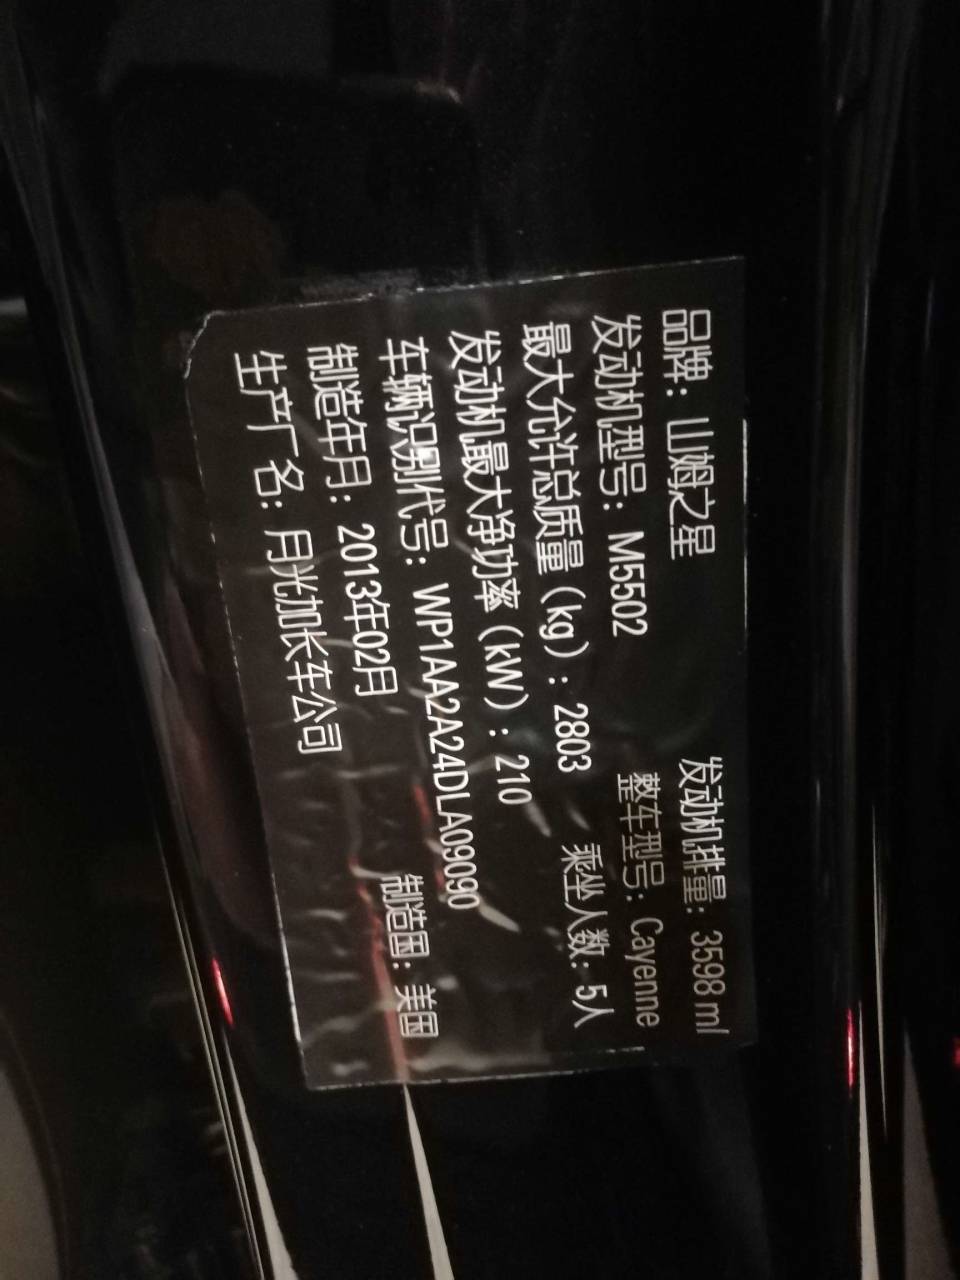 品牌：山姆之星 发动机排量：3598 ml
发动机型号：M5502 整车型号：Cayenne
最大允许总质量（kg）：2803 乘坐人数：5人
发动机最大净功率（kW）：210
车辆识别代号：WP1AA2A24DLA09090
制造年月：2013年02月 制造国：美国
生产厂名：月光加长车公司